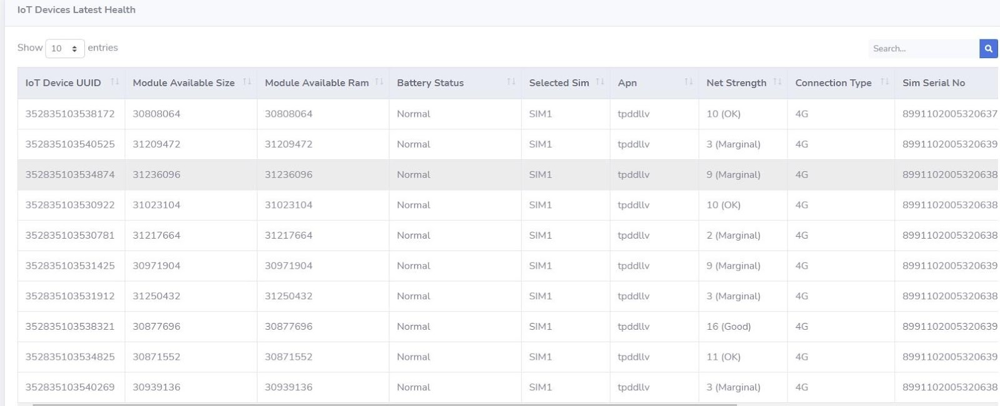 IoT Devices Latest Health
Show 10 entries Search...
IoT Device UUID Module Available Size Module Available Ram Battery Status Selected Sim Apn Net Strength Connection Type Sim Serial No
352835103538172 30808064 30808064 Normal SIM1 tpddllv 10 (OK) 4G 8991102005320637
352835103540525 31209472 31209472 Normal SIM1 tpddllv 3 (Marginal) 4G 8991102005320639
352835103534874 31236096 31236096 Normal SIM1 tpddllv 9 (Marginal) 4G 8991102005320638
352835103530922 31023104 31023104 Normal SIM1 tpddllv 10 (OK) 4G 8991102005320638
352835103530781 31217664 31217664 Normal SIM1 tpddllv 2 (Marginal) 4G 8991102005320638
352835103531425 30971904 30971904 Normal SIM1 tpddllv 9 (Marginal) 4G 8991102005320639
352835103531912 31250432 31250432 Normal SIM1 tpddllv 3 (Marginal) 4G 8991102005320638
352835103538321 30877696 30877696 Normal SIM1 tpddllv 16 (Good) 4G 8991102005320639
352835103534825 30871552 30871552 Normal SIM1 tpddllv 11 (OK) 4G 8991102005320639
352835103540269 30939136 30939136 Normal SIM1 tpddllv 3 (Marginal) 4G 8991102005320638